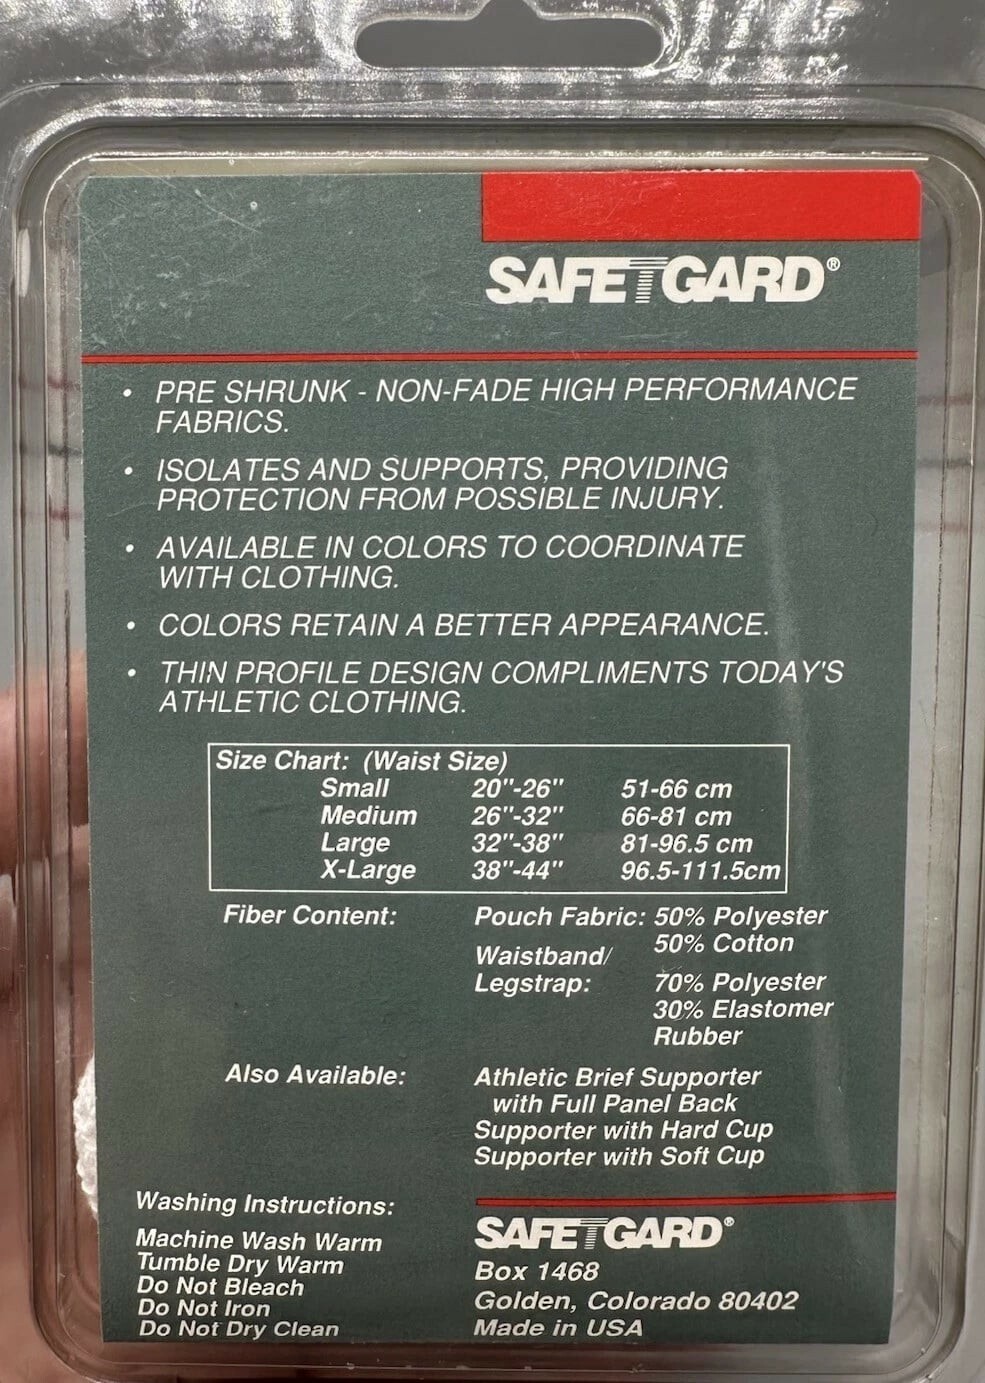 SAFETGARD®
• PRE SHRUNK - NON-FADE HIGH PERFORMANCE
FABRICS.
• ISOLATES AND SUPPORTS, PROVIDING
PROTECTION FROM POSSIBLE INJURY.
• AVAILABLE IN COLORS TO COORDINATE
WITH CLOTHING.
• COLORS RETAIN A BETTER APPEARANCE.
• THIN PROFILE DESIGN COMPLIMENTS TODAY'S
ATHLETIC CLOTHING.
Size Chart: (Waist Size)
Small 20"-26" 51-66 cm
Medium 26"-32" 66-81 cm
Large 32"-38" 81-96.5 cm
X-Large 38"-44" 96.5-111.5cm
Fiber Content: Pouch Fabric: 50% Polyester
50% Cotton
Waistband/
Legstrap: 70% Polyester
30% Elastomer
Rubber
Also Available: Athletic Brief Supporter
with Full Panel Back
Supporter with Hard Cup
Supporter with Soft Cup
Washing Instructions:
Machine Wash Warm
Tumble Dry Warm
Do Not Bleach
Do Not Iron
Do Not Dry Clean
SAFETGARD®
Box 1468
Golden, Colorado 80402
Made in USA